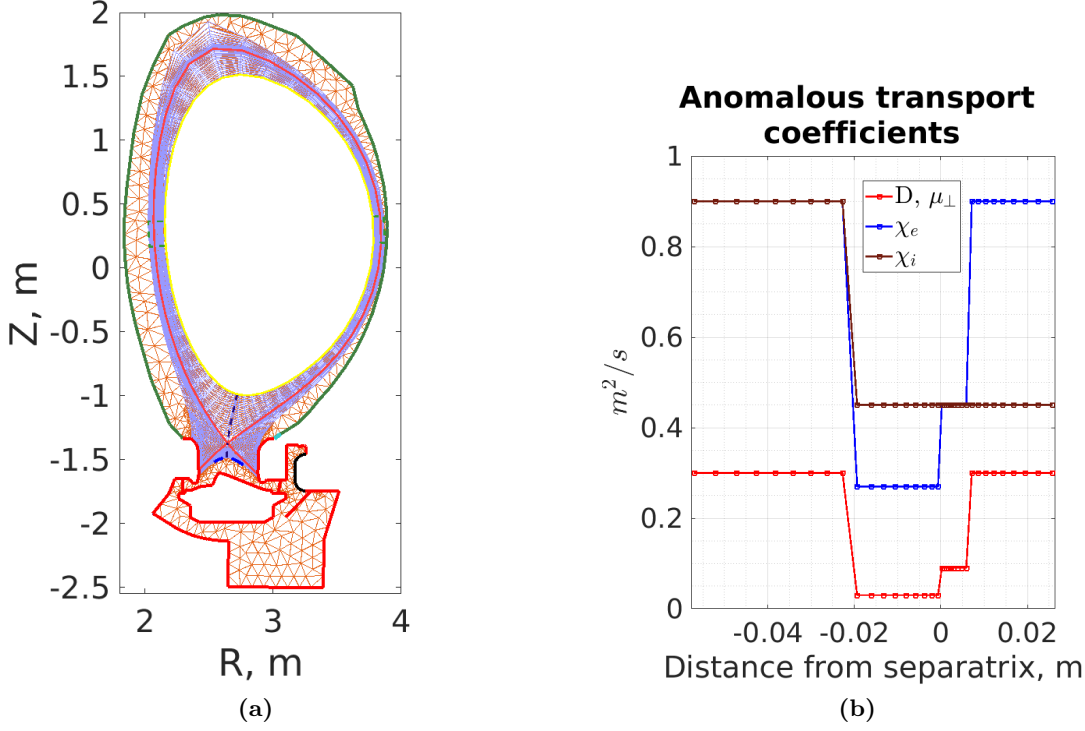 2
1.5
1
0.5
0
-0.5
-1
-1.5
-2
-2.5
Z, m
2 3 4
R, m
(a)
Anomalous transport
coefficients
1
0.8
0.6
0.4
0.2
0
m²/s
D, μ⊥
χₑ
χᵢ
-0.04 -0.02 0 0.02
Distance from separatrix, m
(b)